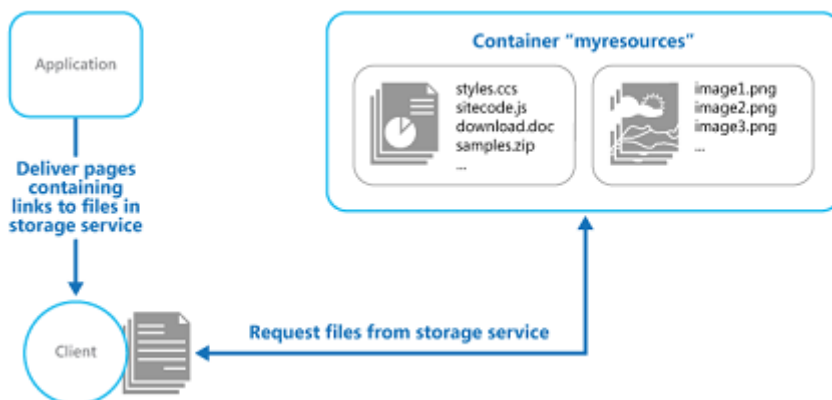 Application
Container “myresources”
styles.ccs
sitecode.js
download.doc
samples.zip
...
image1.png
image2.png
image3.png
...
Deliver pages
containing
links to files in
storage service
Client
Request files from storage service